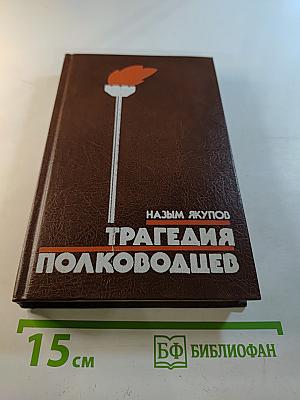 НАЗЫМ ЯКУПОВ
ТРАГЕДИЯ
ПОЛКОВОДЦЕВ
15 см
БФ БИБЛИОФАН